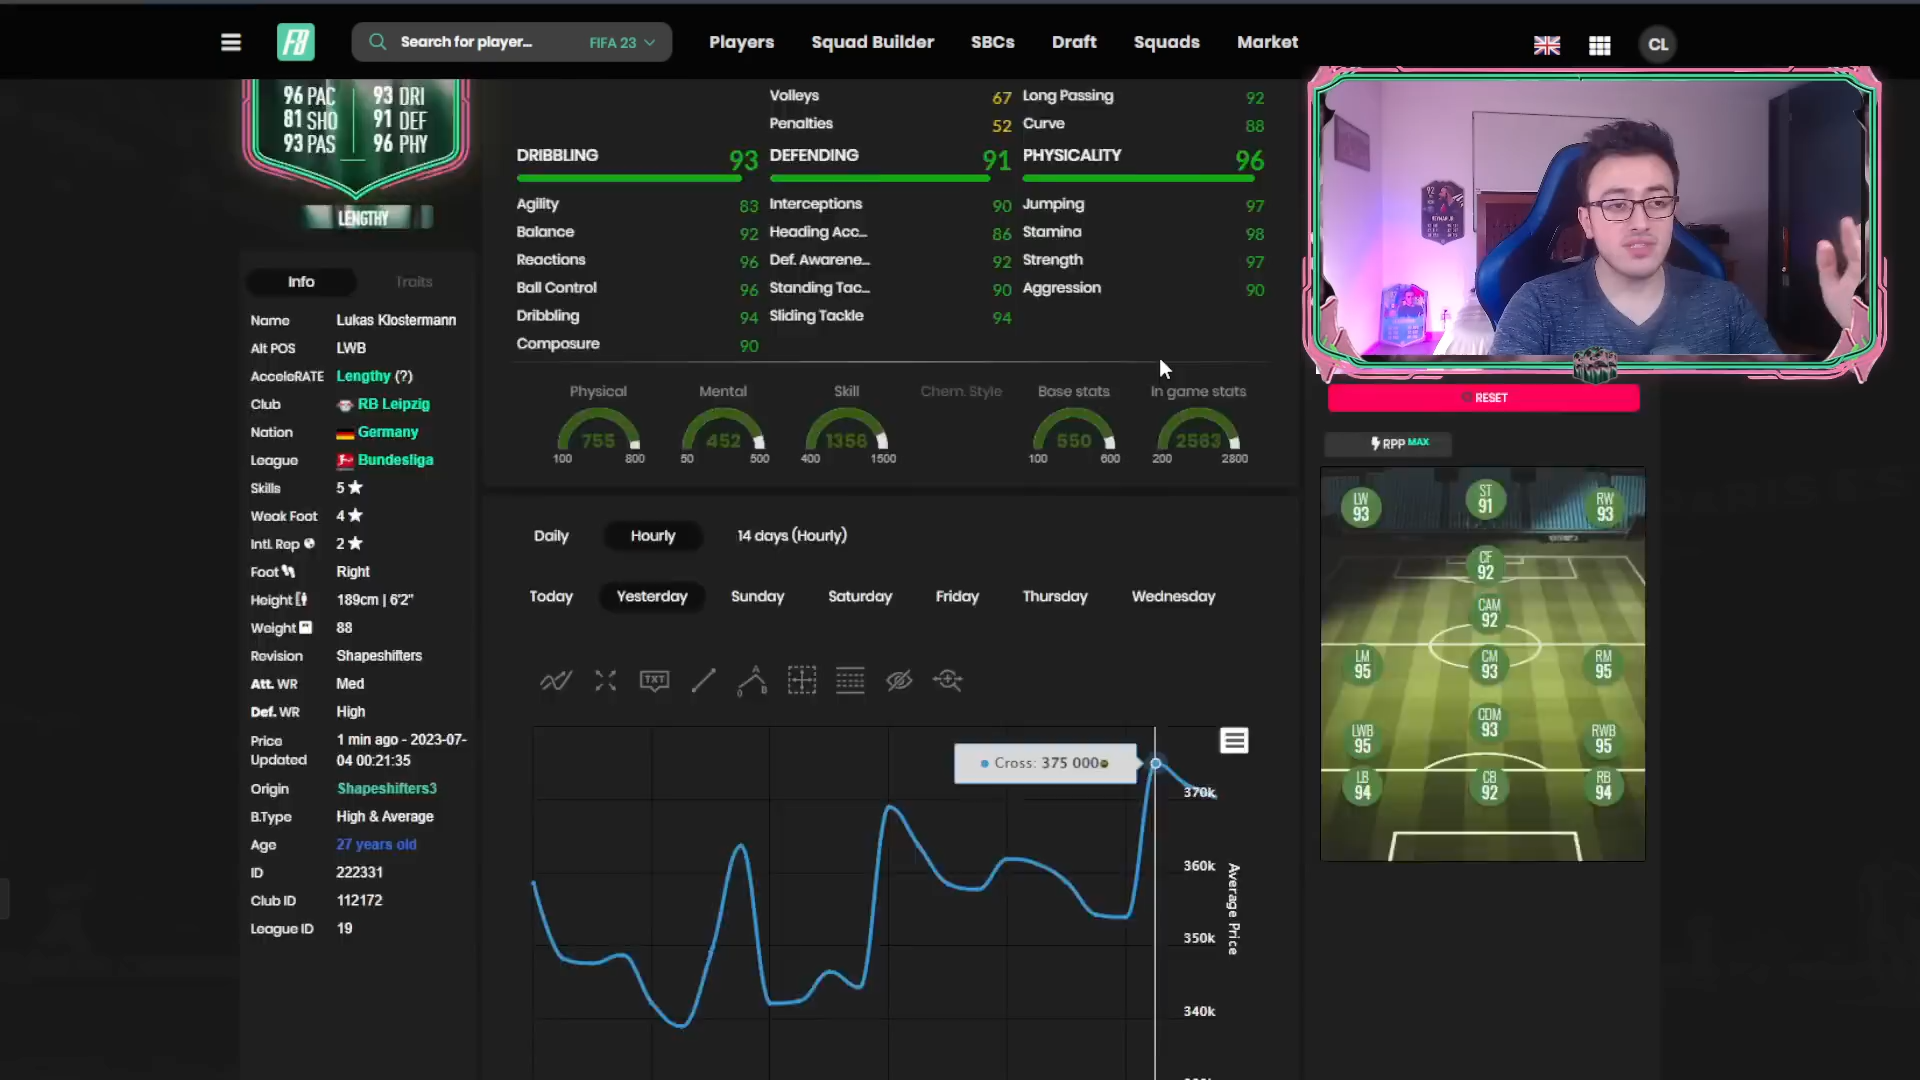 FB
Search for player...
FIFA 23
Players
Squad Builder
SBCs
Draft
Squads
Market
CL
96 PAC
93 DRI
81 SHO
91 DEF
93 PAS
96 PHY
LENGTHY
Volleys 67
Long Passing 92
Penalties 52
Curve 88
DRIBBLING 93
DEFENDING 91
PHYSICALITY 96
Agility 83
Interceptions 90
Jumping 97
Balance 92
Heading Acc... 86
Stamina 98
Reactions 96
Def. Awarene... 92
Strength 97
Ball Control 96
Standing Tac... 90
Aggression 90
Dribbling 94
Sliding Tackle 94
Composure 90
Physical
Mental
Skill
Chem. Style
Base stats
In game stats
755
452
1356
550
2563
100 800
50 500
400 1500
100 600
200 2800
Info
Traits
Name Lukas Klostermann
Alt POS LWB
AcceleRATE Lengthy (?)
Club RB Leipzig
Nation Germany
League Bundesliga
Skills 5
Weak Foot 4
Intl. Rep 2
Foot Right
Height 189cm | 6'2"
Weight 88
Revision Shapeshifters
Att. WR Med
Def. WR High
Price Updated 1 min ago - 2023-07-
04 00:21:35
Origin Shapeshifters3
B.Type High & Average
Age 27 years old
ID 222331
Club ID 112172
League ID 19
Daily
Hourly
14 days (Hourly)
Today
Yesterday
Sunday
Saturday
Friday
Thursday
Wednesday
TXT
Cross: 375 000
370k
360k
350k
340k
Average Price
RESET
RPP MAX
LW 93
ST 91
RW 93
CF 92
CAM 92
LM 95
CM 93
RM 95
CDM 93
LWB 95
RWB 95
LB 94
CB 92
RB 94